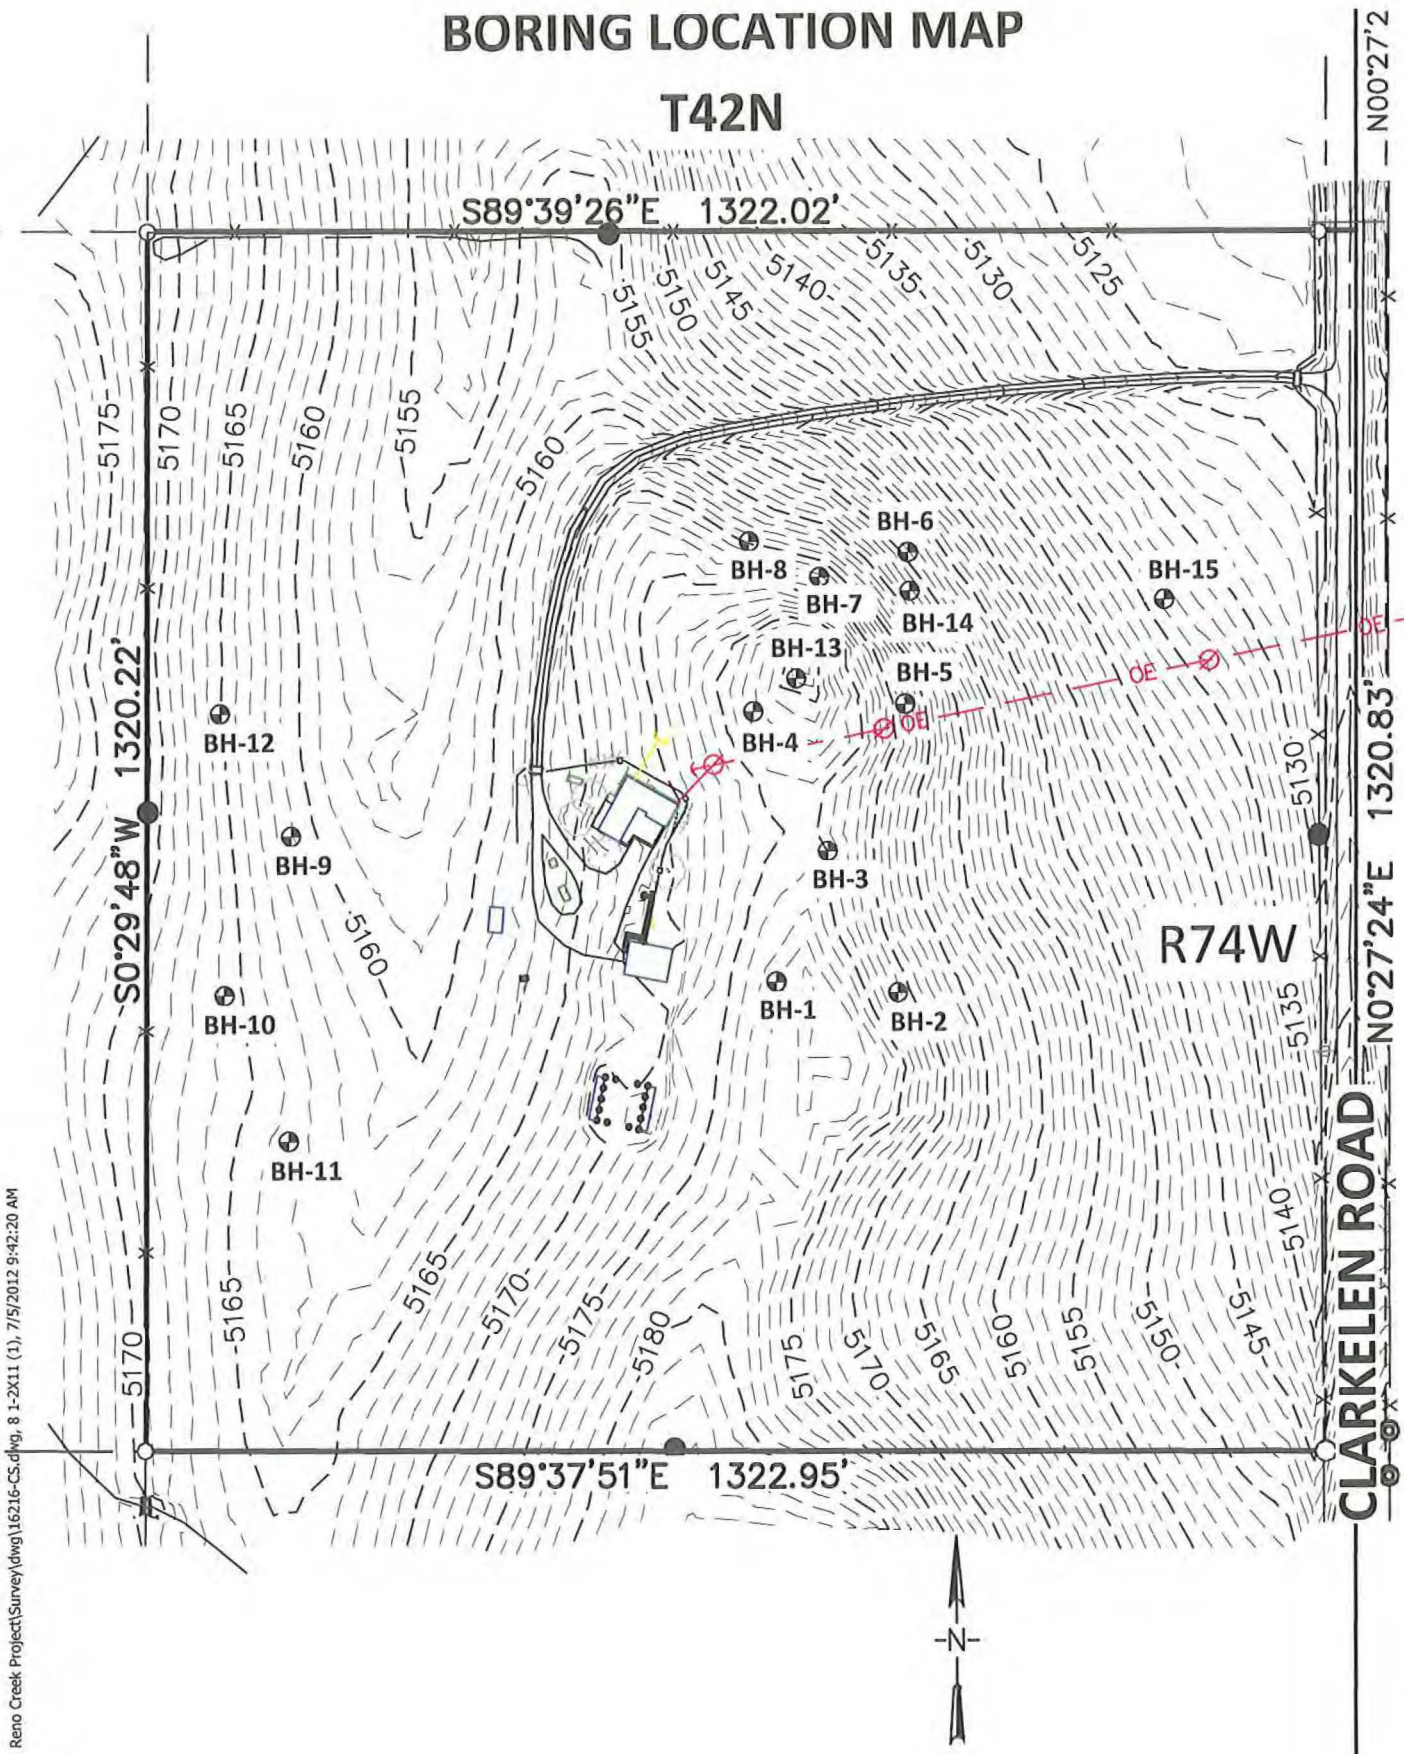 BORING LOCATION MAP
T42N
N00°27'2
S89°39'26"E 1322.02'
5155
5150
5145
5140
5135
5130
5125
5175
5170
5165
5160
5155
5160
BH-6
BH-8
BH-7
BH-15
BH-14
BH-13
OE
BH-5
OE
OE
BH-4
BH-12
S0°29'48"W 1320.22'
BH-9
5160
BH-3
5130
N0°27'24"E 1320.83'
R74W
BH-10
BH-1
BH-2
5135
BH-11
5140
CLARKELEN ROAD
5170
5165
5165
5170
5175
5180
5175
5170
5165
5160
5155
5150
5145
S89°37'51"E 1322.95'
-N-
Reno Creek Project\Survey\dwg\16216-CS.dwg, 8 1-2X11 (1), 7/5/2012 9:42:20 AM